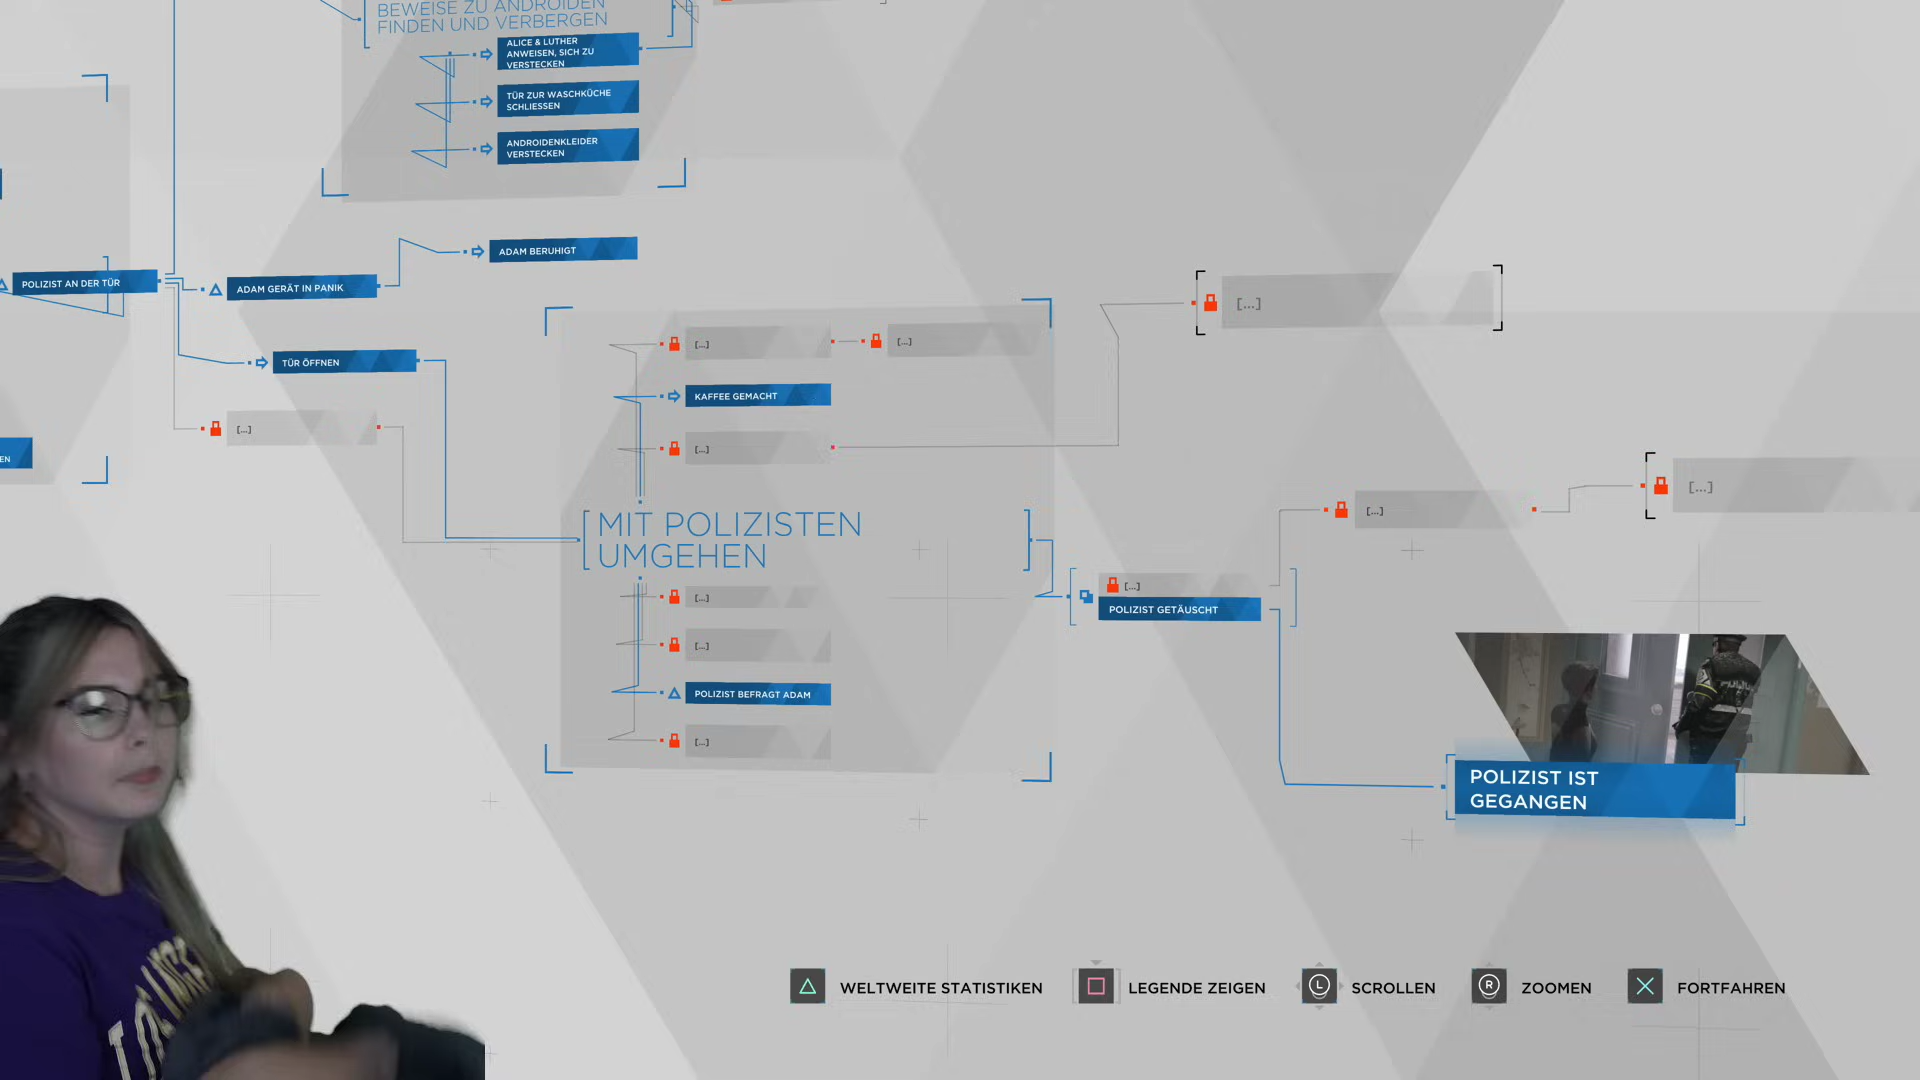 BEWEISE ZU ANDROIDEN
FINDEN UND VERBERGEN
ALICE & LUTHER
ANWEISEN, SICH ZU
VERSTECKEN
TÜR ZUR WASCHKÜCHE
SCHLIESSEN
ANDROIDENKLEIDER
VERSTECKEN
ADAM BERUHIGT
POLIZIST AN DER TÜR
ADAM GERÄT IN PANIK
[...]
[...]
[...]
TÜR ÖFFNEN
KAFFEE GEMACHT
[...]
[...]
EN
[...]
[...]
MIT POLIZISTEN
UMGEHEN
[...]
[...]
POLIZIST GETÄUSCHT
[...]
POLIZIST BEFRAGT ADAM
[...]
POLIZIST IST
GEGANGEN
WELTWEITE STATISTIKEN
LEGENDE ZEIGEN
L
SCROLLEN
R
ZOOMEN
FORTFAHREN